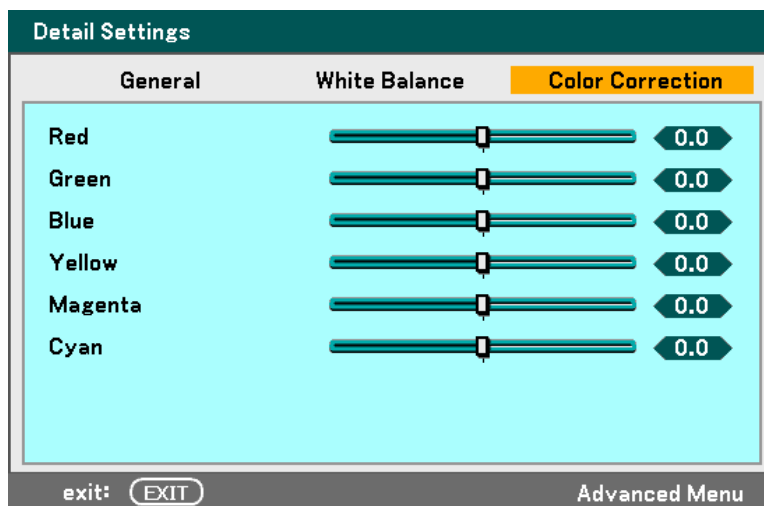 Detail Settings
General White Balance Color Correction
Red 0.0
Green 0.0
Blue 0.0
Yellow 0.0
Magenta 0.0
Cyan 0.0
exit: EXIT Advanced Menu